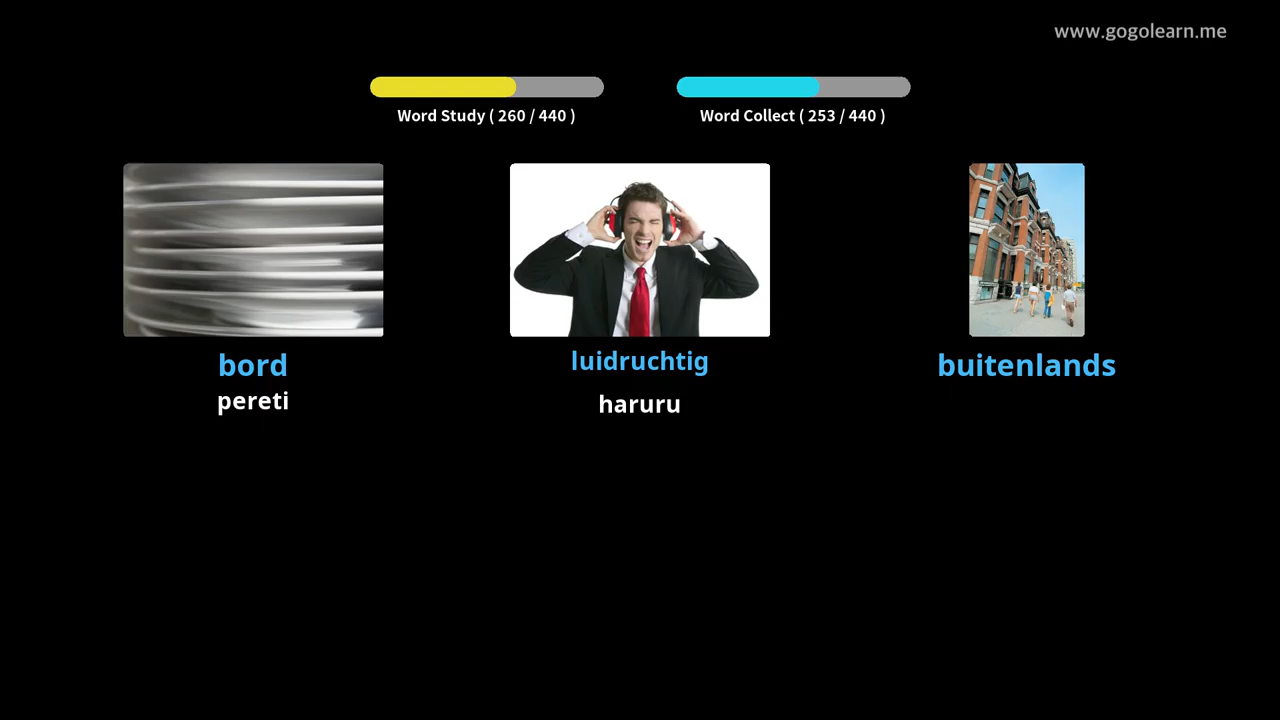 www.gogolearn.me
Word Study ( 260 / 440 )
Word Collect ( 253 / 440 )
bord
pereti
luidruchtig
haruru
buitenlands